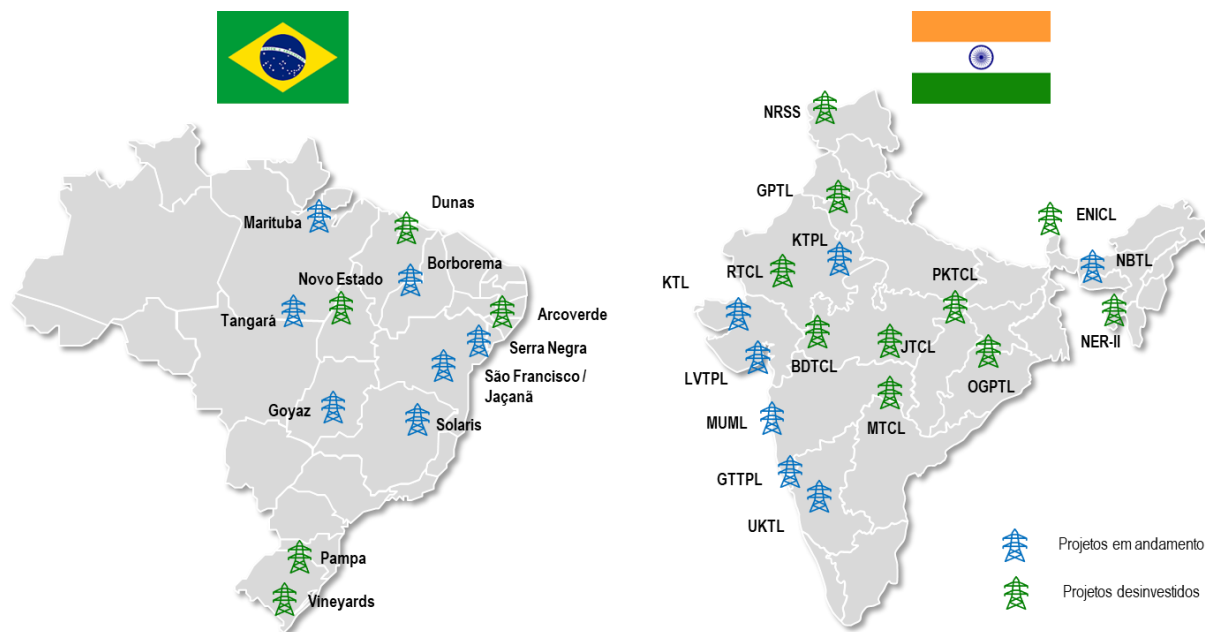 Marituba
Dunas
Borborema
Novo Estado
Tangará
Arcoverde
Serra Negra
São Francisco /
Jaçanã
Goyaz
Solaris
Pampa
Vineyards
NRSS
GPTL
KTPL
RTCL
KTL
ENICL
NBTL
PKTCL
NER-II
JTCL
BDTCL
OGPTL
LVTPL
MUML
MTCL
GTTPL
UKTL
Projetos em andamento
Projetos desinvestidos